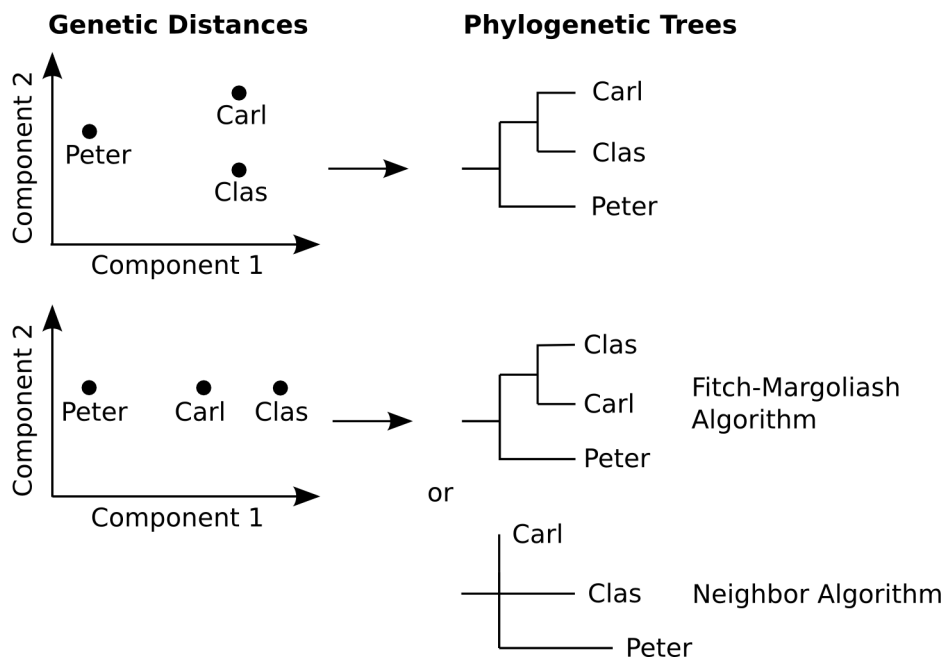 Genetic Distances
Phylogenetic Trees
Component 2
Peter
Carl
Clas
Component 1
Carl
Clas
Peter
Component 2
Peter
Carl
Clas
Component 1
Clas
Carl
Peter
Fitch-Margoliash
Algorithm
or
Carl
Clas
Peter
Neighbor Algorithm